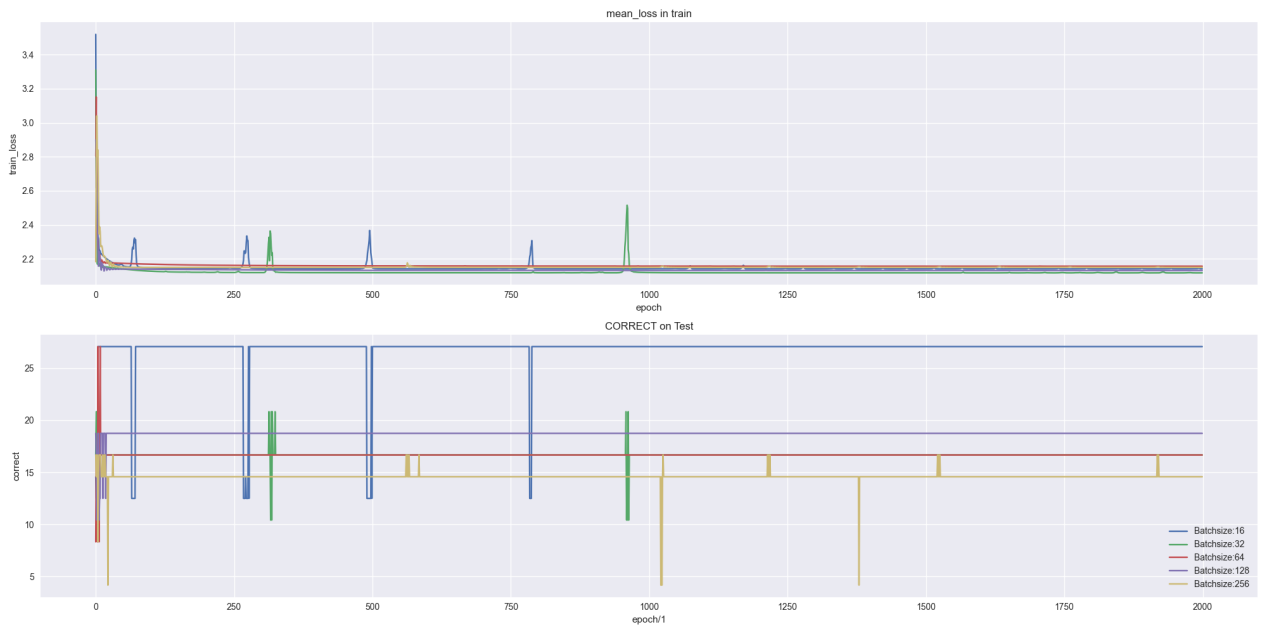 mean_loss in train
3.4
3.2
3.0
2.8
2.6
2.4
2.2
train_loss
0 250 500 750 1000 1250 1500 1750 2000
epoch
CORRECT on Test
25
20
15
10
5
correct
Batchsize:16
Batchsize:32
Batchsize:64
Batchsize:128
Batchsize:256
0 250 500 750 1000 1250 1500 1750 2000
epoch/1